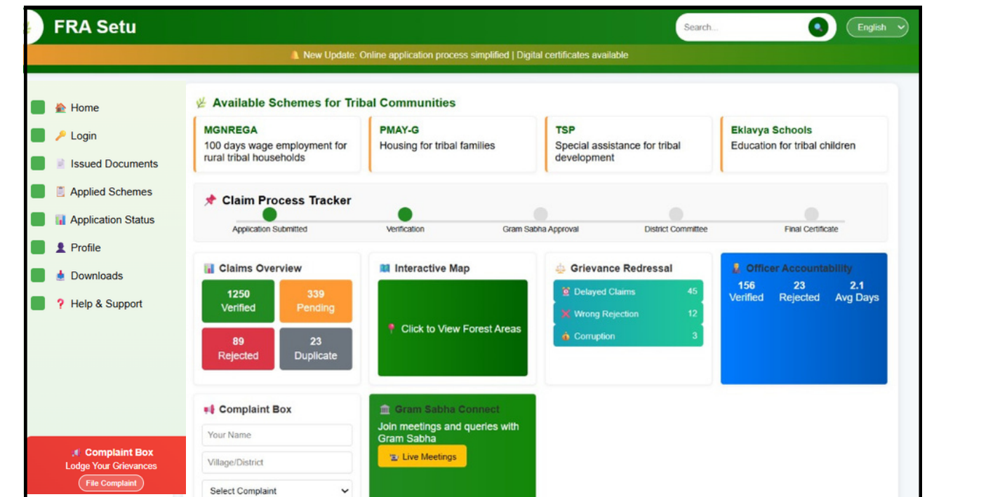 FRA Setu
Search...
English
New Update: Online application process simplified | Digital certificates available
Home
Login
Issued Documents
Applied Schemes
Application Status
Profile
Downloads
Help & Support
Complaint Box
Lodge Your Grievances
File Complaint
Available Schemes for Tribal Communities
MGNREGA
100 days wage employment for
rural tribal households
PMAY-G
Housing for tribal families
TSP
Special assistance for tribal
development
Eklavya Schools
Education for tribal children
Claim Process Tracker
Application Submitted
Verification
Gram Sabha Approval
District Committee
Final Certificate
Claims Overview
1250
Verified
339
Pending
89
Rejected
23
Duplicate
Interactive Map
Click to View Forest Areas
Grievance Redressal
Delayed Claims 45
Wrong Rejection 12
Corruption 3
Officer Accountability
156 23 2.1
Verified Rejected Avg Days
Complaint Box
Your Name
Village/District
Select Complaint
Gram Sabha Connect
Join meetings and queries with
Gram Sabha
Live Meetings